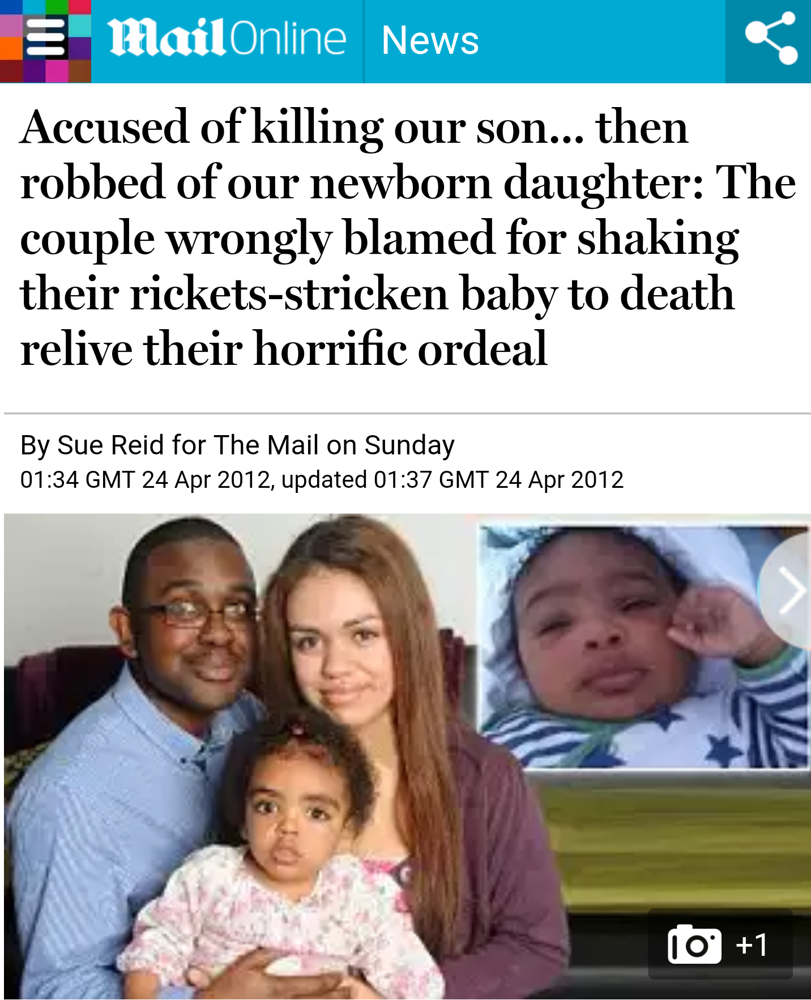 Mail Online News
Accused of killing our son... then
robbed of our newborn daughter: The
couple wrongly blamed for shaking
their rickets-stricken baby to death
relive their horrific ordeal
By Sue Reid for The Mail on Sunday
01:34 GMT 24 Apr 2012, updated 01:37 GMT 24 Apr 2012
+1